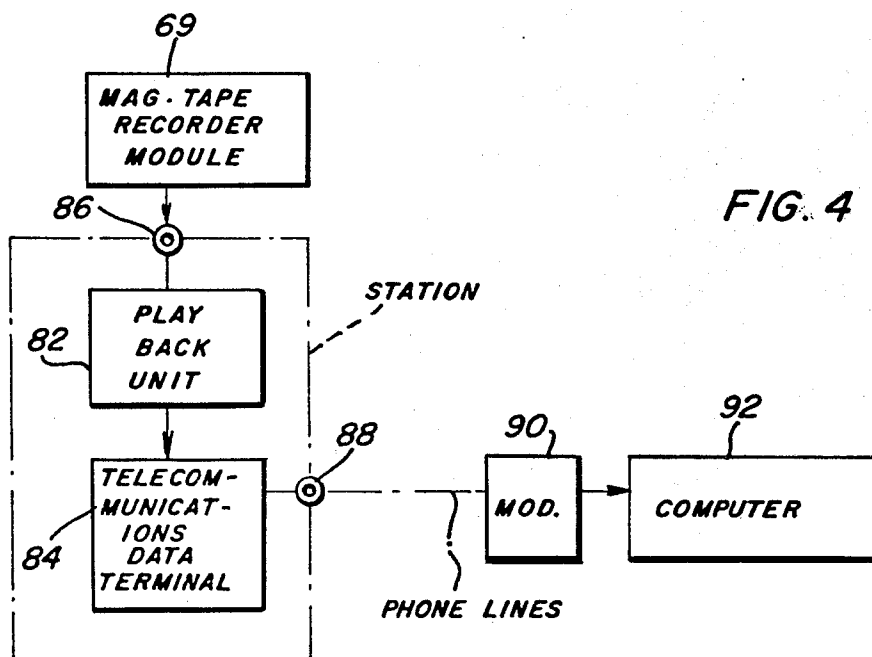 69
MAG. TAPE
RECORDER
MODULE
86
FIG. 4
STATION
PLAY
BACK
UNIT
82
88
90
92
TELECOM-
MUNICAT-
IONS
DATA
TERMINAL
84
MOD.
COMPUTER
PHONE LINES